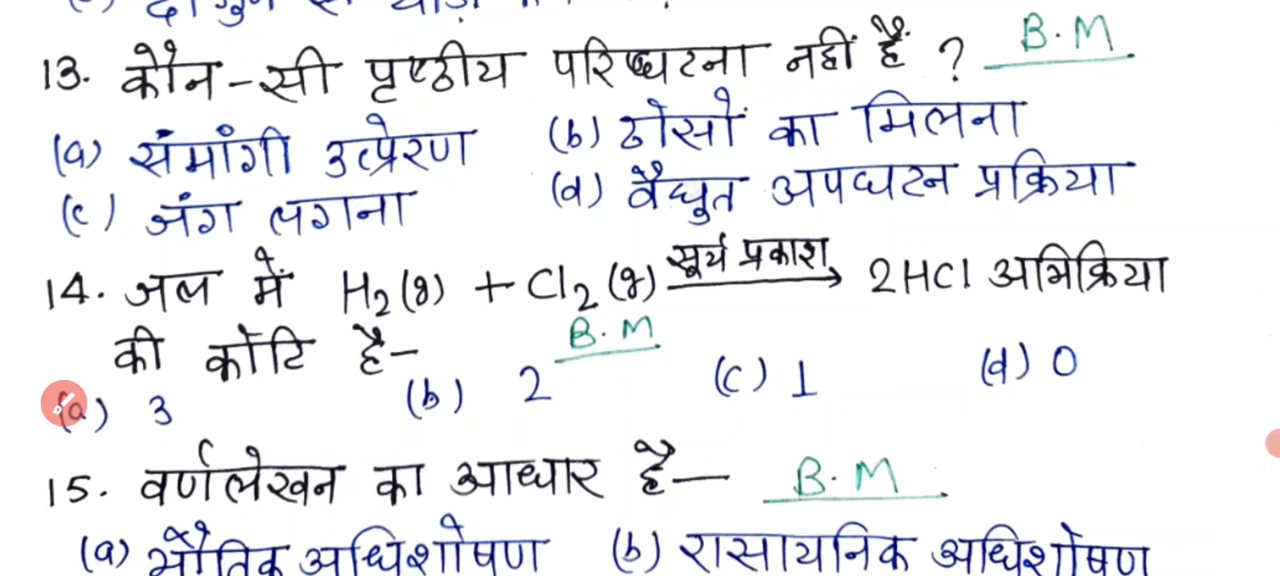 13. कौन-सी पृष्ठीय परिघटना नहीं है ? B.M
(a) संमांगी उत्प्रेरण (b) ठोसों का मिलना
(c) जंग लगना (d) वैधुत अपघटन प्रक्रिया
14. जल में H₂(g) + Cl₂(g) सूर्य प्रकाश → 2HCl अभिक्रिया
की कोटि है- B.M
(a) 3 (b) 2 (c) 1 (d) 0
15. वर्णलेखन का आधार है— B.M
(a) भौतिक अधिशोषण (b) रासायनिक अधिशोषण